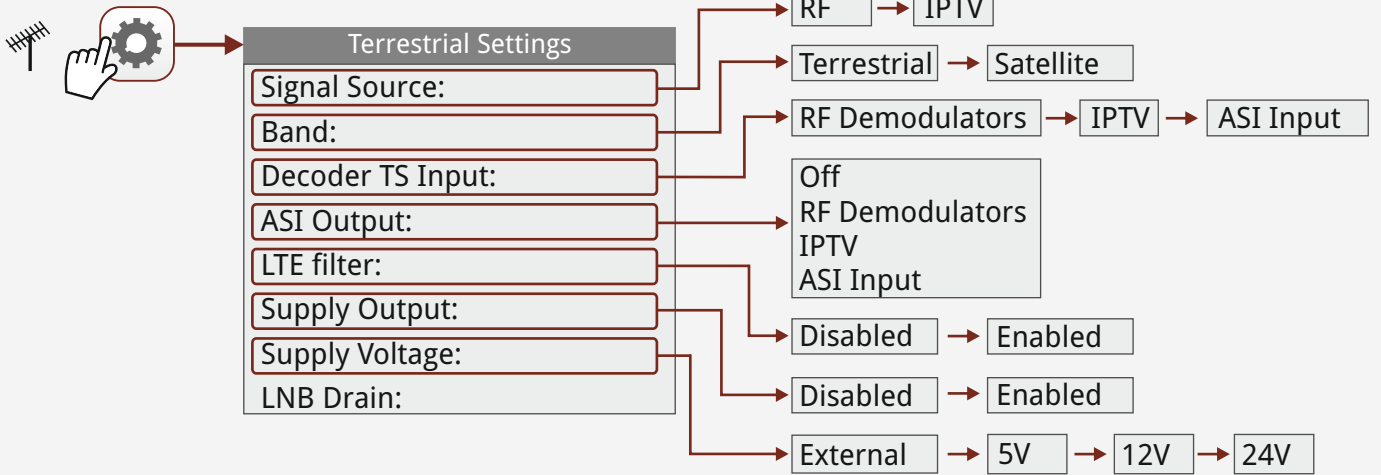 RF IPTV
Terrestrial Settings
Signal Source:
Terrestrial Satellite
Band:
RF Demodulators IPTV ASI Input
Decoder TS Input:
Off
RF Demodulators
IPTV
ASI Input
ASI Output:
LTE filter:
Disabled Enabled
Supply Output:
Disabled Enabled
Supply Voltage:
External 5V 12V 24V
LNB Drain: